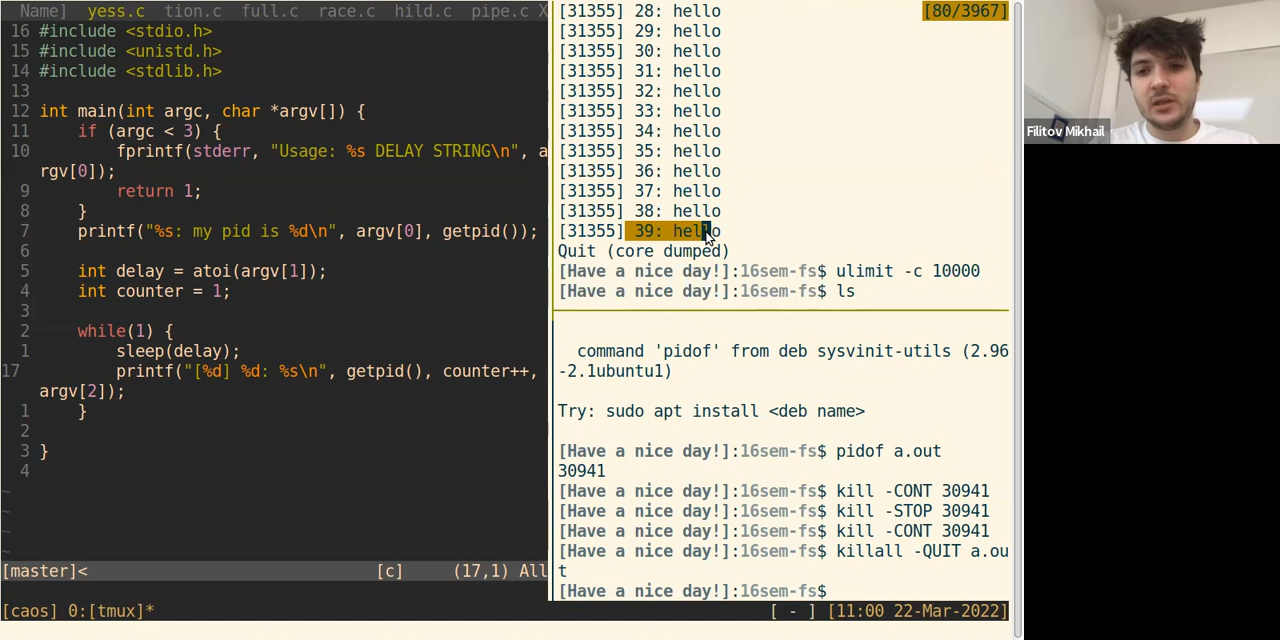 Name] yess.c tion.c full.c race.c hild.c pipe.c X
16 #include <stdio.h>
15 #include <unistd.h>
14 #include <stdlib.h>
13
12 int main(int argc, char *argv[]) {
11 if (argc < 3) {
10 fprintf(stderr, "Usage: %s DELAY STRING\n", a
rgv[0]);
9 return 1;
8 }
7 printf("%s: my pid is %d\n", argv[0], getpid());
6
5 int delay = atoi(argv[1]);
4 int counter = 1;
3
2 while(1) {
1 sleep(delay);
17 printf("[%d] %d: %s\n", getpid(), counter++,
argv[2]);
1 }
2
3 }
4
~
~
~
~
[master]< [c] (17,1) All
[31355] 28: hello [80/3967]
[31355] 29: hello
[31355] 30: hello
[31355] 31: hello
[31355] 32: hello
[31355] 33: hello
[31355] 34: hello
[31355] 35: hello
[31355] 36: hello
[31355] 37: hello
[31355] 38: hello
[31355] 39: hello
Quit (core dumped)
[Have a nice day!]:16sem-fs$ ulimit -c 10000
[Have a nice day!]:16sem-fs$ ls
command 'pidof' from deb sysvinit-utils (2.96
-2.1ubuntu1)
Try: sudo apt install <deb name>
[Have a nice day!]:16sem-fs$ pidof a.out
30941
[Have a nice day!]:16sem-fs$ kill -CONT 30941
[Have a nice day!]:16sem-fs$ kill -STOP 30941
[Have a nice day!]:16sem-fs$ kill -CONT 30941
[Have a nice day!]:16sem-fs$ killall -QUIT a.ou
t
[Have a nice day!]:16sem-fs$
[caos] 0:[tmux]* [ - ] [11:00 22-Mar-2022]
Filitov Mikhail